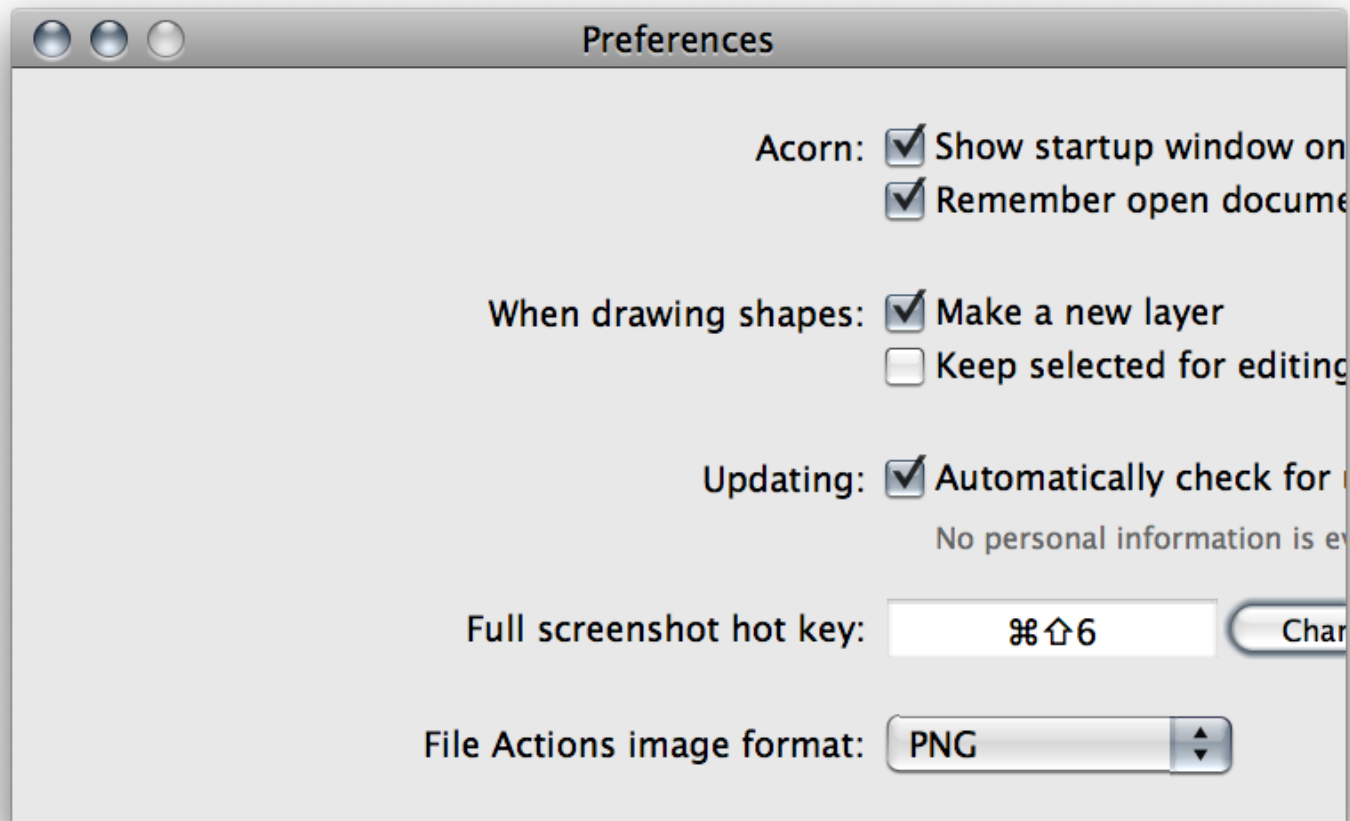 Preferences
Acorn: Show startup window on
Remember open docume
When drawing shapes: Make a new layer
Keep selected for editing
Updating: Automatically check for
No personal information is ev
Full screenshot hot key: ⌘⇧6 Char
File Actions image format: PNG